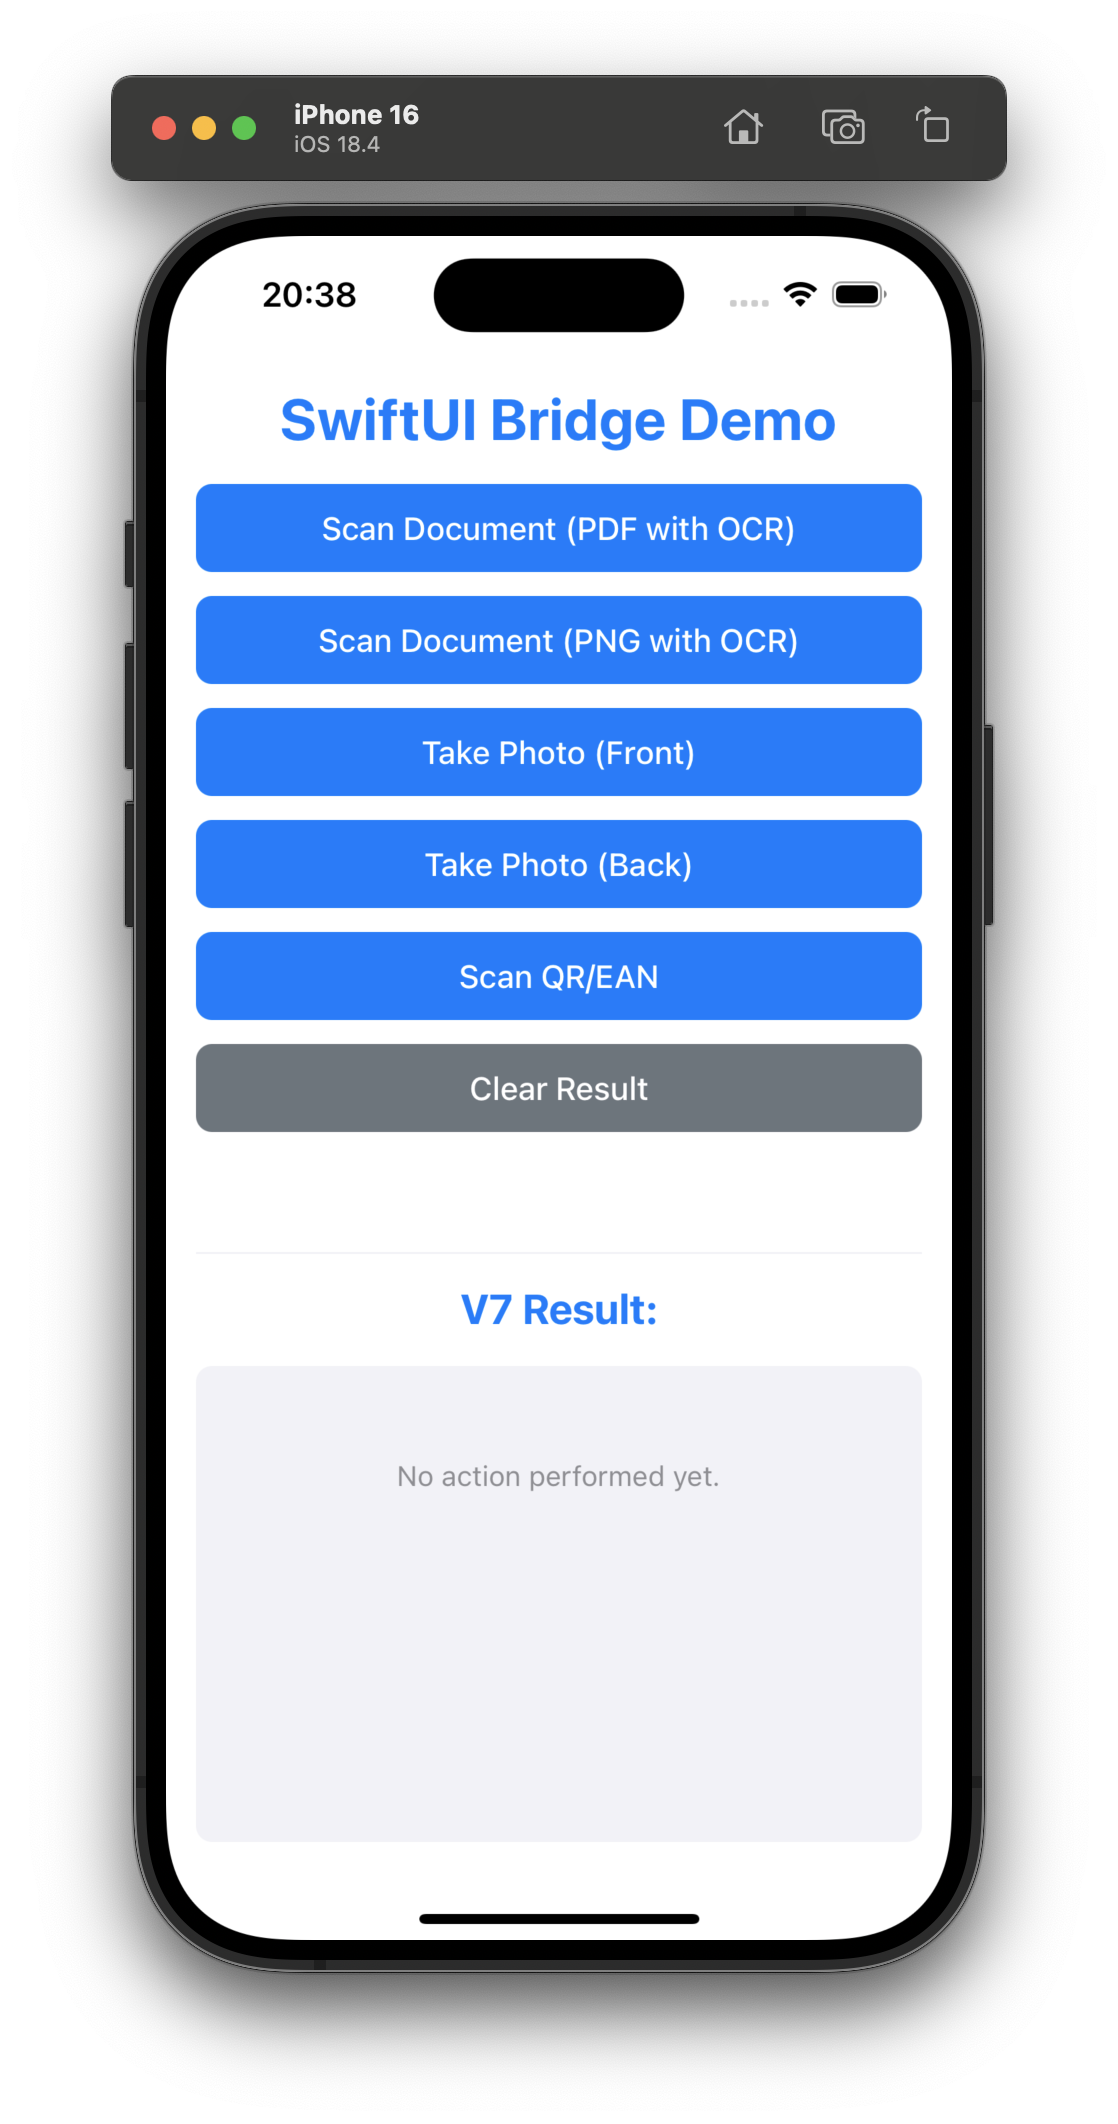 iPhone 16
iOS 18.4
20:38
SwiftUI Bridge Demo
Scan Document (PDF with OCR)
Scan Document (PNG with OCR)
Take Photo (Front)
Take Photo (Back)
Scan QR/EAN
Clear Result
V7 Result:
No action performed yet.